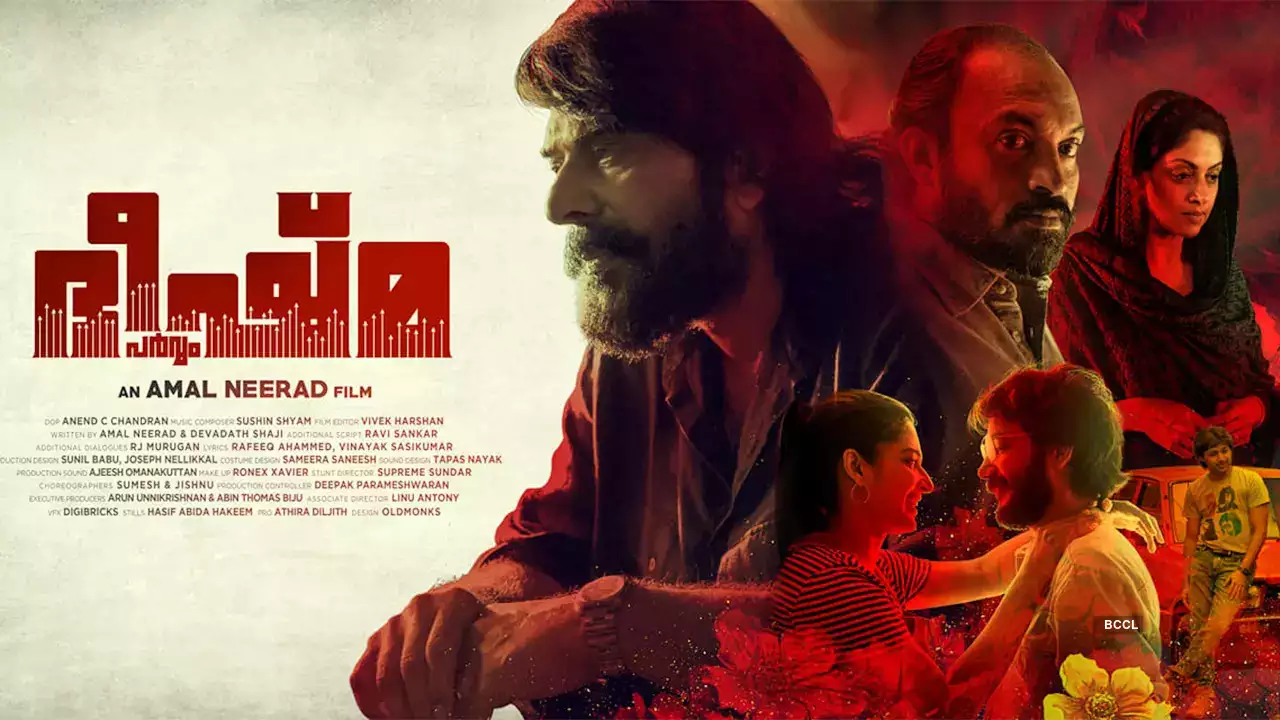 ഭീഷ്മ
പർവ്വം
AN AMAL NEERAD FILM
DOP ANEND C CHANDRAN MUSIC COMPOSER SUSHIN SHYAM FILM EDITOR VIVEK HARSHAN
WRITTEN BY AMAL NEERAD & DEVADATH SHAJI ADDITIONAL SCRIPT RAVI SANKAR
ADDITIONAL DIALOGUES RJ MURUGAN LYRICS RAFEEQ AHAMMED, VINAYAK SASIKUMAR
UCTION DESIGN SUNIL BABU, JOSEPH NELLIKKAL COSTUME DESIGN SAMEERA SANEESH SOUND DESIGN TAPAS NAYAK
PRODUCTION SOUND AJEESH OMANAKUTTAN MAKE UP RONEX XAVIER STUNT DIRECTOR SUPREME SUNDAR
CHOREOGRAPHERS SUMESH & JISHNU PRODUCTION CONTROLLER DEEPAK PARAMESHWARAN
EXECUTIVE PRODUCERS ARUN UNNIKRISHNAN & ABIN THOMAS BIJU ASSOCIATE DIRECTOR LINU ANTONY
VFX DIGIBRICKS STILLS HASIF ABIDA HAKEEM PRO ATHIRA DILJITH DESIGN OLDMONKS
BCCL